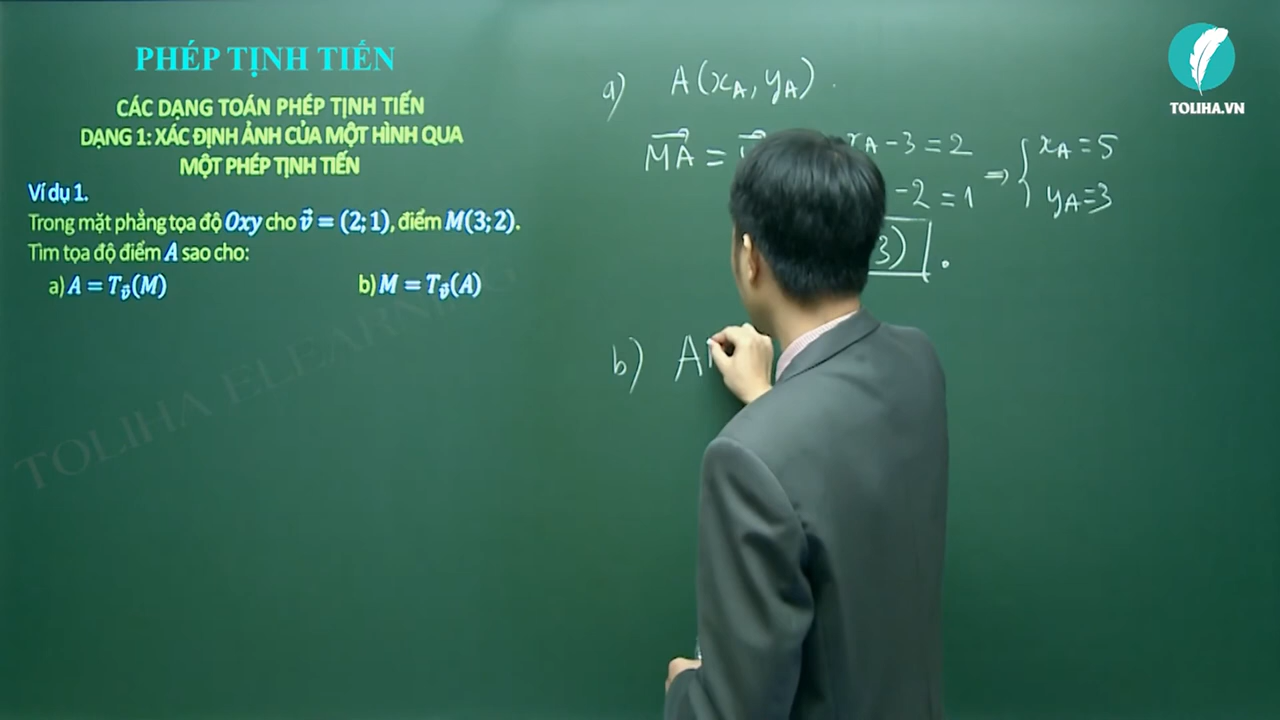 PHÉP TỊNH TIẾN
CÁC DẠNG TOÁN PHÉP TỊNH TIẾN
DẠNG 1: XÁC ĐỊNH ẢNH CỦA MỘT HÌNH QUA
MỘT PHÉP TỊNH TIẾN
Ví dụ 1.
Trong mặt phẳng tọa độ Oxy cho v⃗ = (2; 1), điểm M(3; 2).
Tìm tọa độ điểm A sao cho:
a) A = T_v⃗(M) b) M = T_v⃗(A)
TOLIHA ELEARNING
a) A(x_A, y_A).
MA⃗ = x_A - 3 = 2 ⇒ { x_A = 5
- 2 = 1 y_A = 3
3).
b) A
TOLIHA.VN